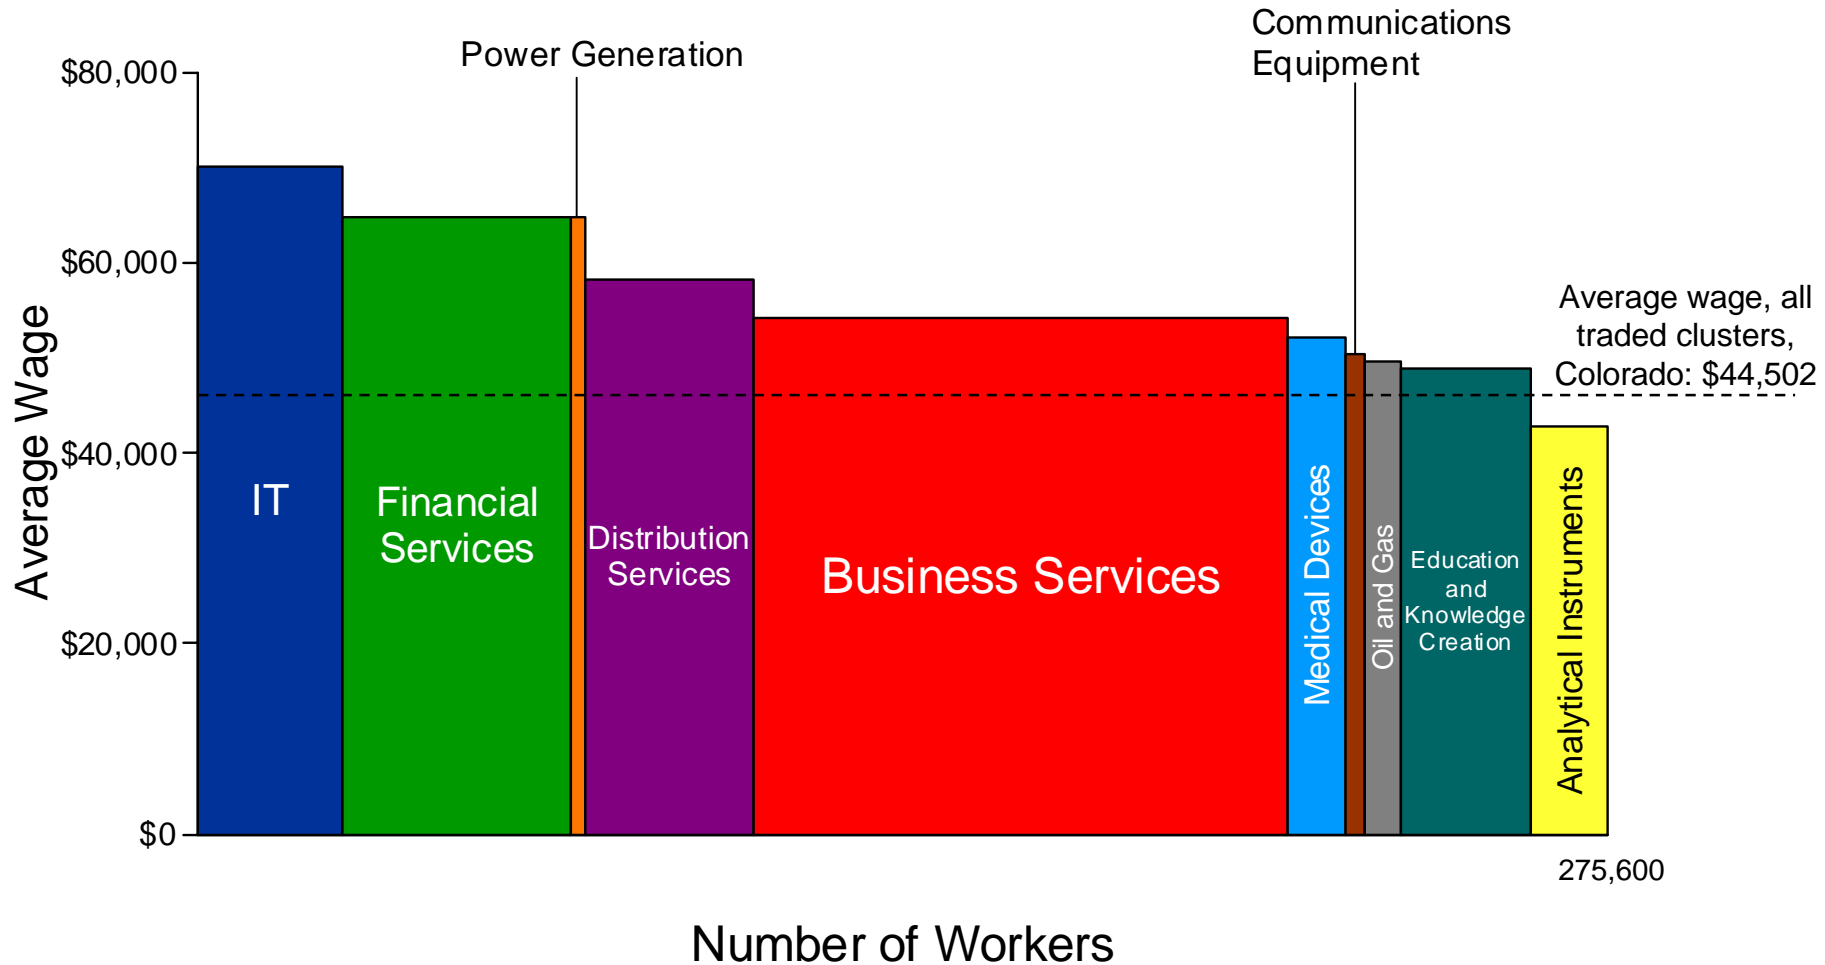 Communications
Equipment
Power Generation
$80,000
$60,000
Average wage, all
traded clusters,
Colorado: $44,502
Average Wage
$40,000
IT
Financial
Services
Distribution
Services
Business Services
Medical Devices
Oil and Gas
Education
and
Knowledge
Creation
Analytical Instruments
$20,000
$0
275,600
Number of Workers